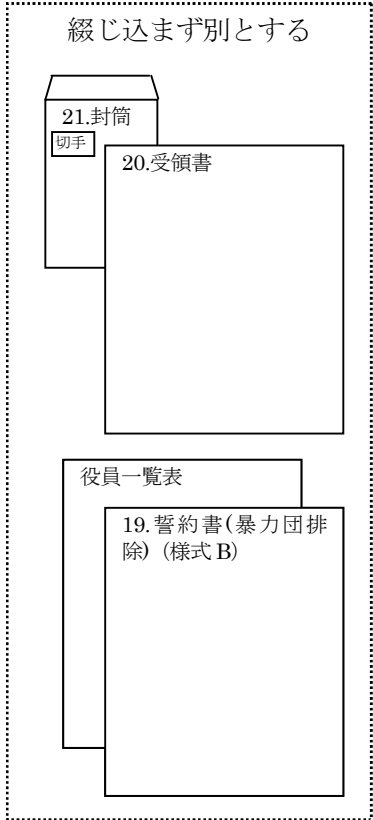 綴じ込まず別とする
21.封筒
切手
20.受領書
役員一覧表
19.誓約書(暴力団排
除)（様式 B）